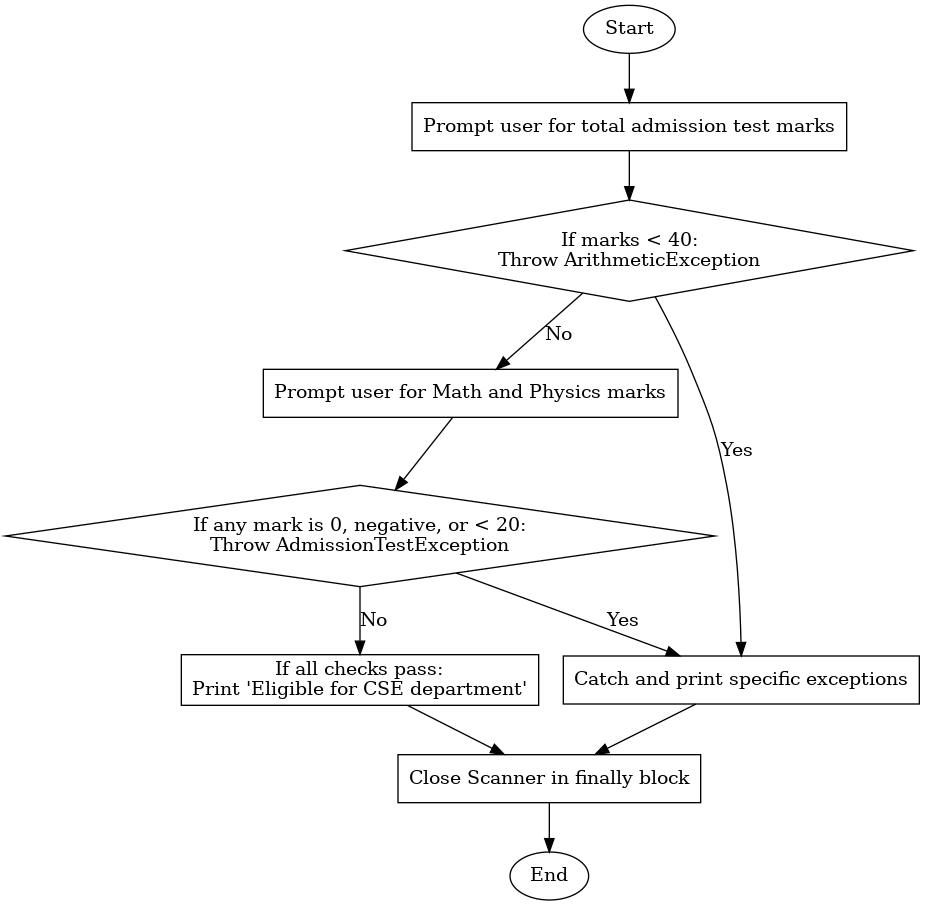 Start
Prompt user for total admission test marks
If marks < 40:
Throw ArithmeticException
No
Prompt user for Math and Physics marks
Yes
If any mark is 0, negative, or < 20:
Throw AdmissionTestException
No
Yes
If all checks pass:
Print 'Eligible for CSE department'
Catch and print specific exceptions
Close Scanner in finally block
End